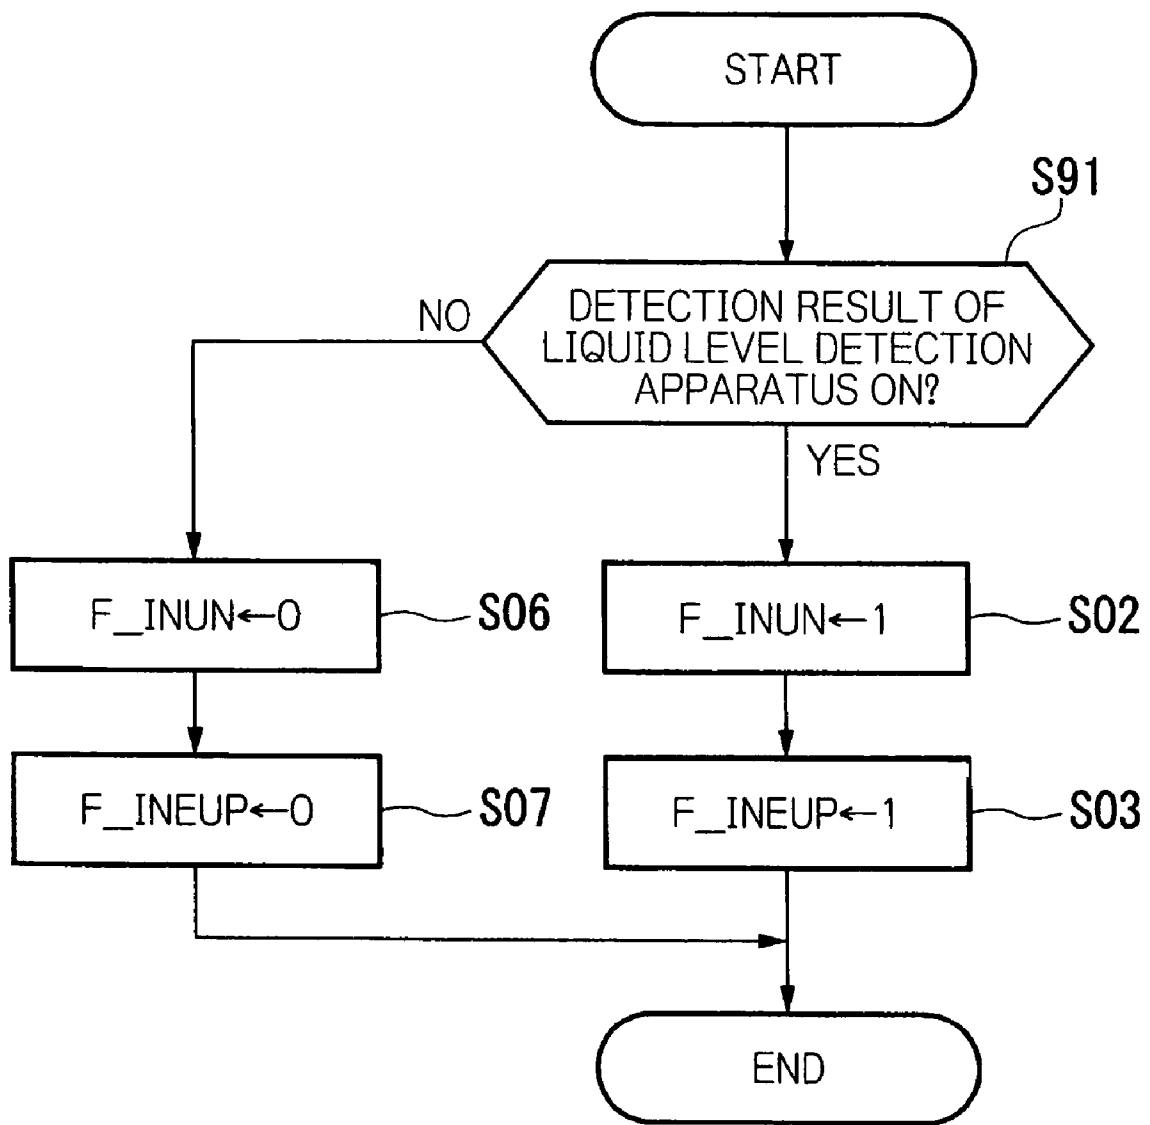 START
S91
DETECTION RESULT OF
LIQUID LEVEL DETECTION
APPARATUS ON?
NO
YES
F_INUN←0
S06
F_INUN←1
S02
F_INEUP←0
S07
F_INEUP←1
S03
END